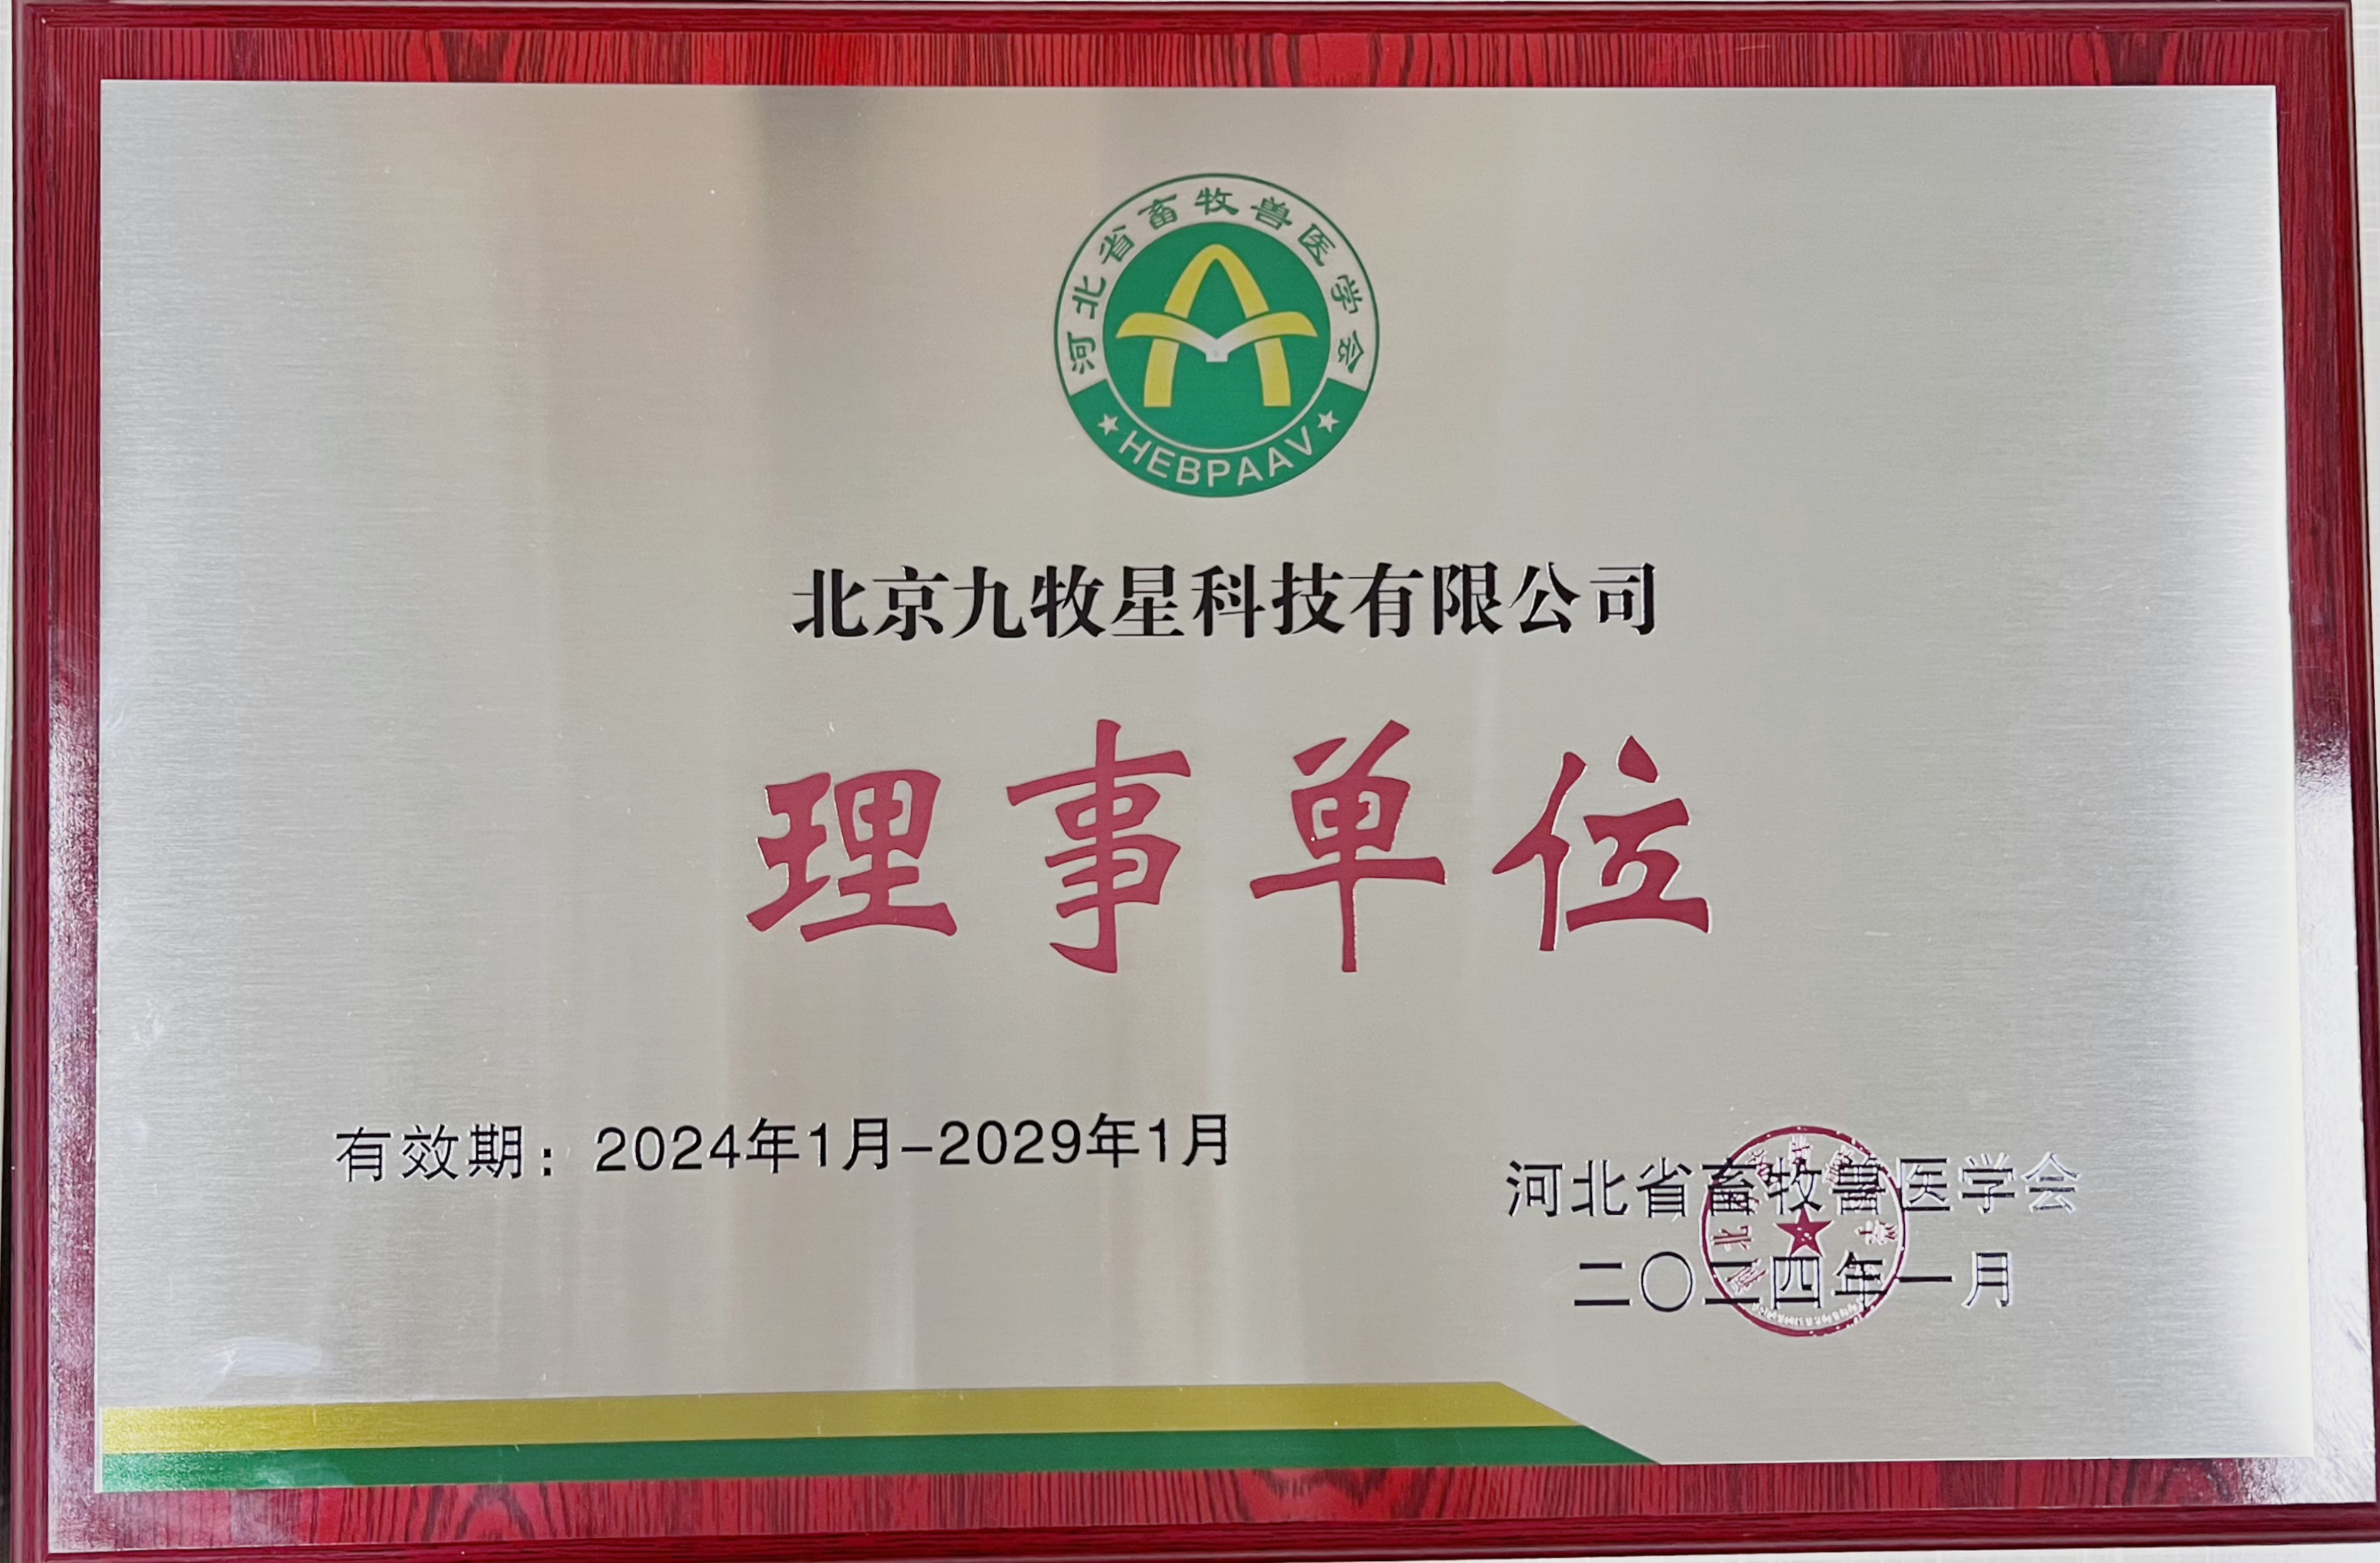 河北省畜牧兽医学会
HEBPAAV
北京九牧星科技有限公司
理事单位
有效期：2024年1月-2029年1月
河北省畜牧兽医学会
二〇二四年一月